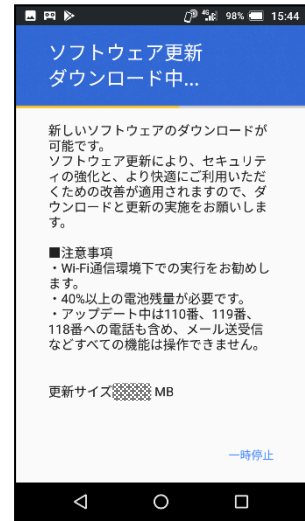 98% 15:44
ソフトウェア更新
ダウンロード中...
新しいソフトウェアのダウンロードが
可能です。
ソフトウェア更新により、セキュリテ
ィの強化と、より快適にご利用いただ
くための改善が適用されますので、ダ
ウンロードと更新の実施をお願いしま
す。
■注意事項
・Wi-Fi通信環境下での実行をお勧めし
ます。
・40%以上の電池残量が必要です。
・アップデート中は110番、119番、
118番への電話も含め、メール送受信
などすべての機能は操作できません。
更新サイズ MB
一時停止